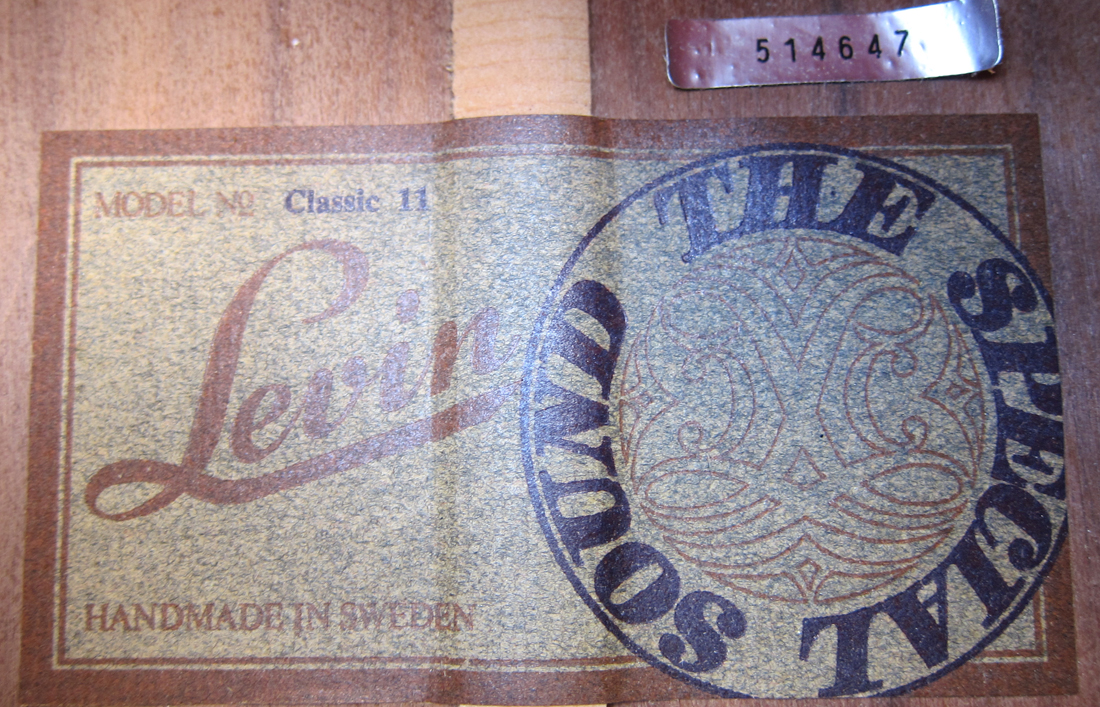 514647
MODEL Nº Classic 11
Levin
HANDMADE IN SWEDEN
THE SPECIAL SOUND